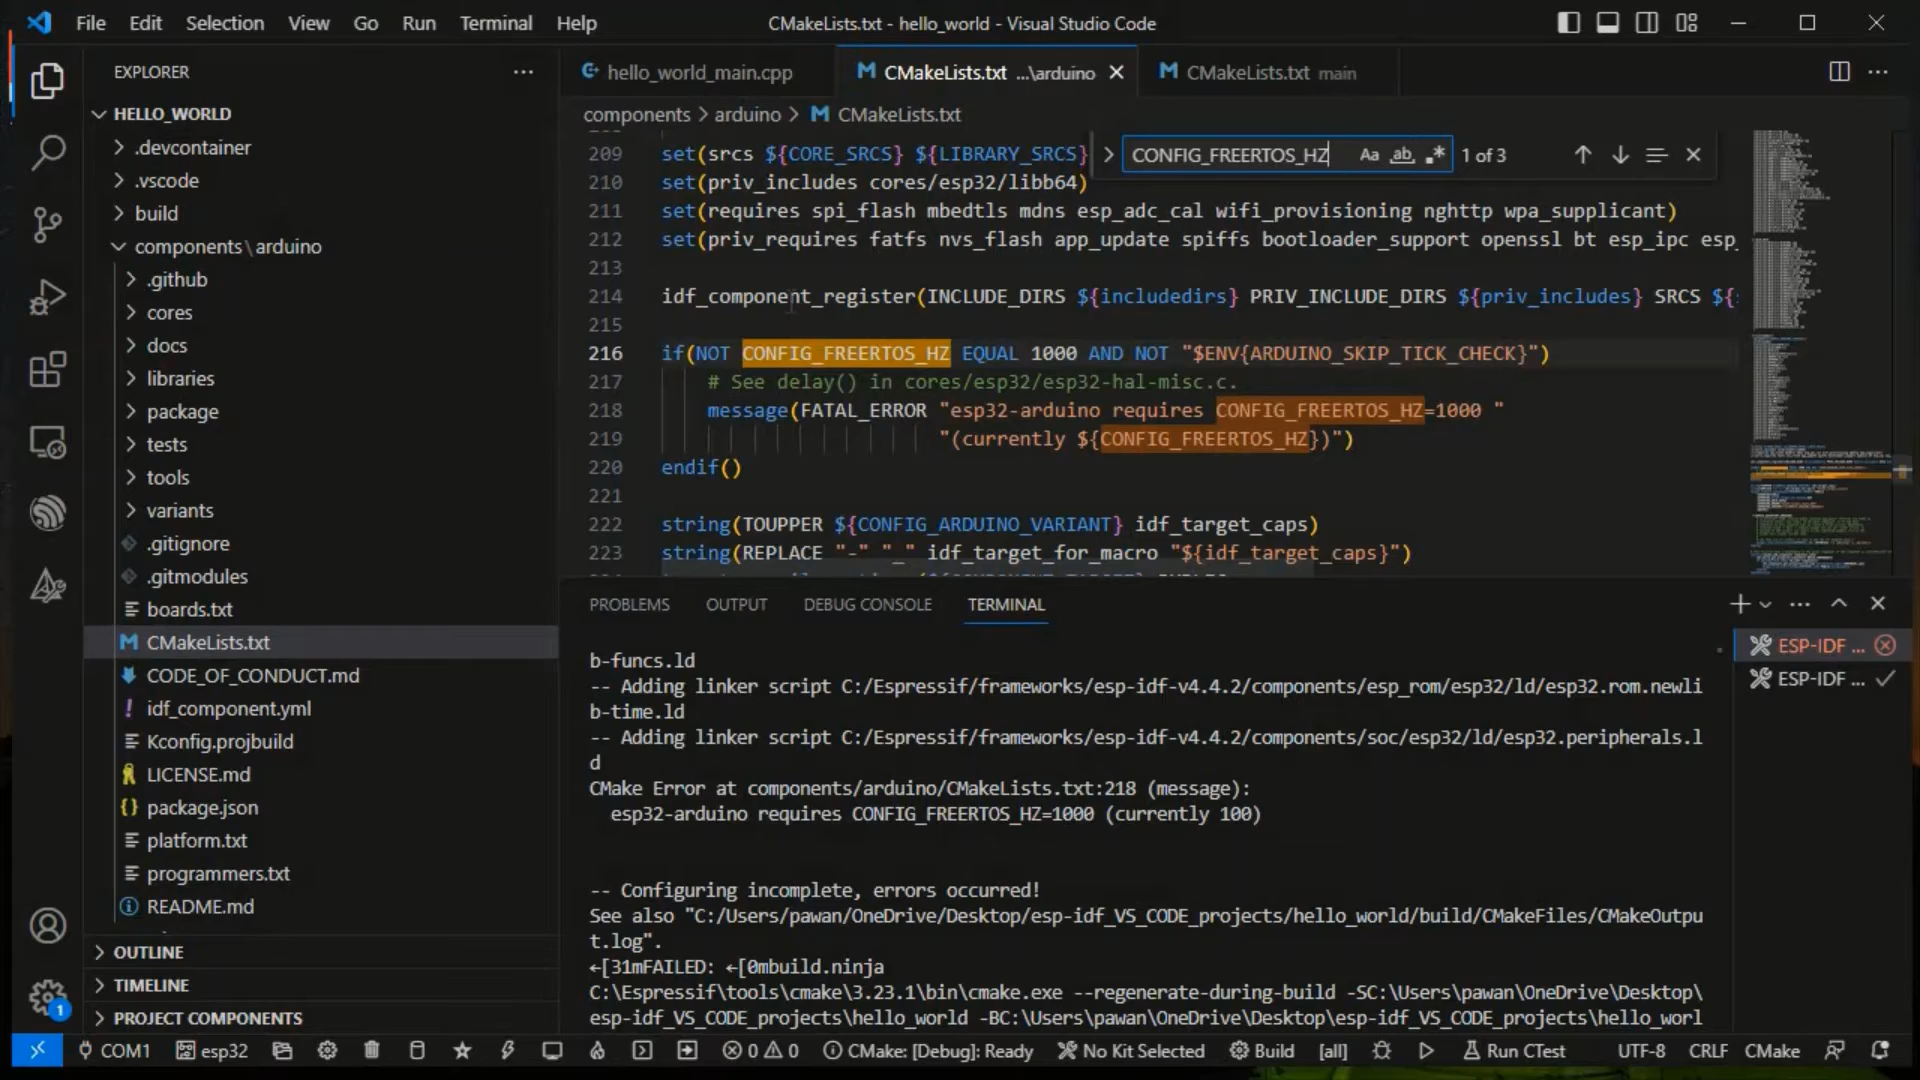 File Edit Selection View Go Run Terminal Help
CMakeLists.txt - hello_world - Visual Studio Code
EXPLORER
HELLO_WORLD
.devcontainer
.vscode
build
components\arduino
.github
cores
docs
libraries
package
tests
tools
variants
.gitignore
.gitmodules
boards.txt
CMakeLists.txt
CODE_OF_CONDUCT.md
idf_component.yml
Kconfig.projbuild
LICENSE.md
package.json
platform.txt
programmers.txt
README.md
OUTLINE
TIMELINE
PROJECT COMPONENTS
hello_world_main.cpp
CMakeLists.txt ...\arduino
CMakeLists.txt main
components > arduino > CMakeLists.txt
CONFIG_FREERTOS_HZ Aa ab 1 of 3
209 set(srcs ${CORE_SRCS} ${LIBRARY_SRCS}
210 set(priv_includes cores/esp32/libb64)
211 set(requires spi_flash mbedtls mdns esp_adc_cal wifi_provisioning nghttp wpa_supplicant)
212 set(priv_requires fatfs nvs_flash app_update spiffs bootloader_support openssl bt esp_ipc esp_
213
214 idf_component_register(INCLUDE_DIRS ${includedirs} PRIV_INCLUDE_DIRS ${priv_includes} SRCS ${
215
216 if(NOT CONFIG_FREERTOS_HZ EQUAL 1000 AND NOT "$ENV{ARDUINO_SKIP_TICK_CHECK}")
217 # See delay() in cores/esp32/esp32-hal-misc.c.
218 message(FATAL_ERROR "esp32-arduino requires CONFIG_FREERTOS_HZ=1000 "
219 "(currently ${CONFIG_FREERTOS_HZ})")
220 endif()
221
222 string(TOUPPER ${CONFIG_ARDUINO_VARIANT} idf_target_caps)
223 string(REPLACE "-" "_" idf_target_for_macro "${idf_target_caps}")
PROBLEMS OUTPUT DEBUG CONSOLE TERMINAL
ESP-IDF ...
ESP-IDF ...
b-funcs.ld
-- Adding linker script C:/Espressif/frameworks/esp-idf-v4.4.2/components/esp_rom/esp32/ld/esp32.rom.newli
b-time.ld
-- Adding linker script C:/Espressif/frameworks/esp-idf-v4.4.2/components/soc/esp32/ld/esp32.peripherals.l
d
CMake Error at components/arduino/CMakeLists.txt:218 (message):
esp32-arduino requires CONFIG_FREERTOS_HZ=1000 (currently 100)
-- Configuring incomplete, errors occurred!
See also "C:/Users/pawan/OneDrive/Desktop/esp-idf_VS_CODE_projects/hello_world/build/CMakeFiles/CMakeOutpu
t.log".
←[31mFAILED: ←[0mbuild.ninja
C:\Espressif\tools\cmake\3.23.1\bin\cmake.exe --regenerate-during-build -SC:\Users\pawan\OneDrive\Desktop\
esp-idf_VS_CODE_projects\hello_world -BC:\Users\pawan\OneDrive\Desktop\esp-idf_VS_CODE_projects\hello_worl
1
COM1 esp32 0 0 CMake: [Debug]: Ready No Kit Selected Build [all] Run CTest UTF-8 CRLF CMake